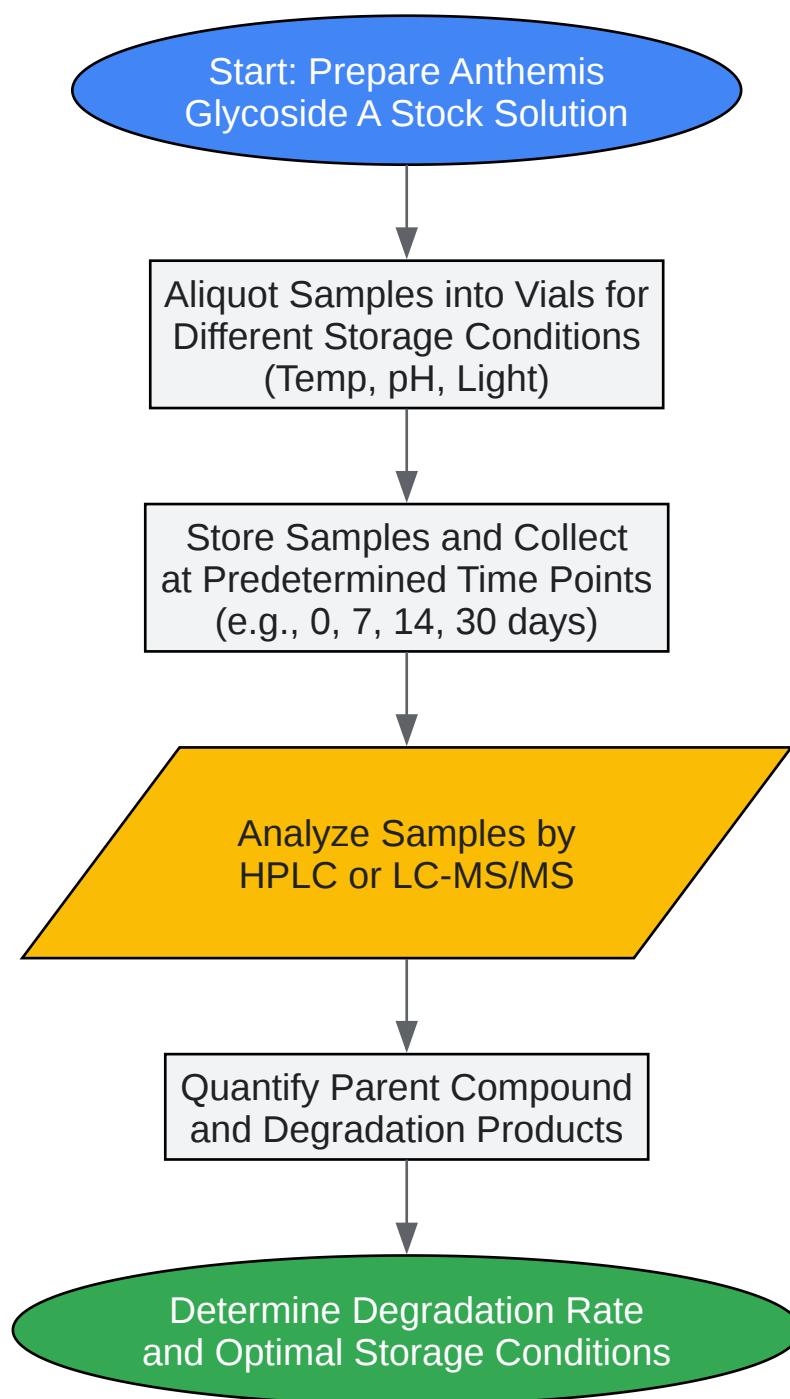 Start: Prepare Anthemis
Glycoside A Stock Solution
Aliquot Samples into Vials for
Different Storage Conditions
(Temp, pH, Light)
Store Samples and Collect
at Predetermined Time Points
(e.g., 0, 7, 14, 30 days)
Analyze Samples by
HPLC or LC-MS/MS
Quantify Parent Compound
and Degradation Products
Determine Degradation Rate
and Optimal Storage Conditions